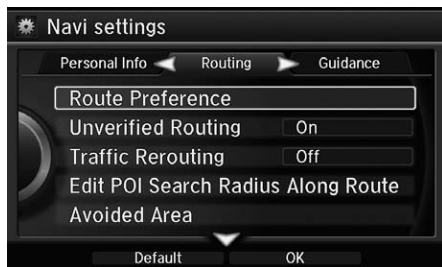 Navi settings
Personal Info Routing Guidance
Route Preference
Unverified Routing On
Traffic Rerouting Off
Edit POI Search Radius Along Route
Avoided Area
Default OK